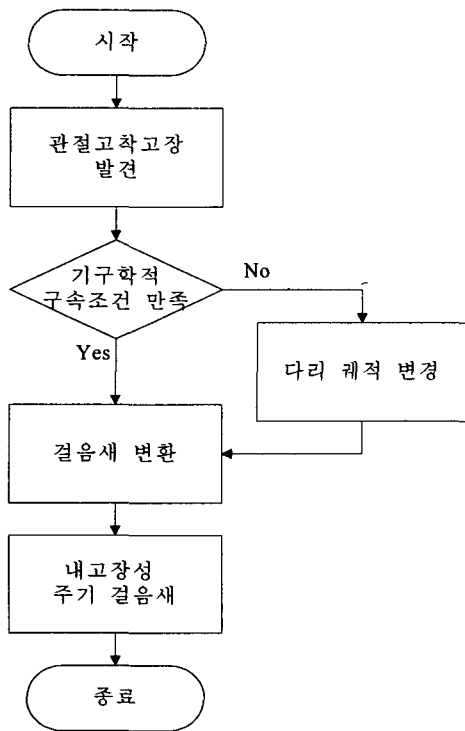 시작
관절고착고장
발견
기구학적
구속조건 만족
No
Yes
다리 궤적 변경
걸음새 변환
내고장성
주기 걸음새
종료